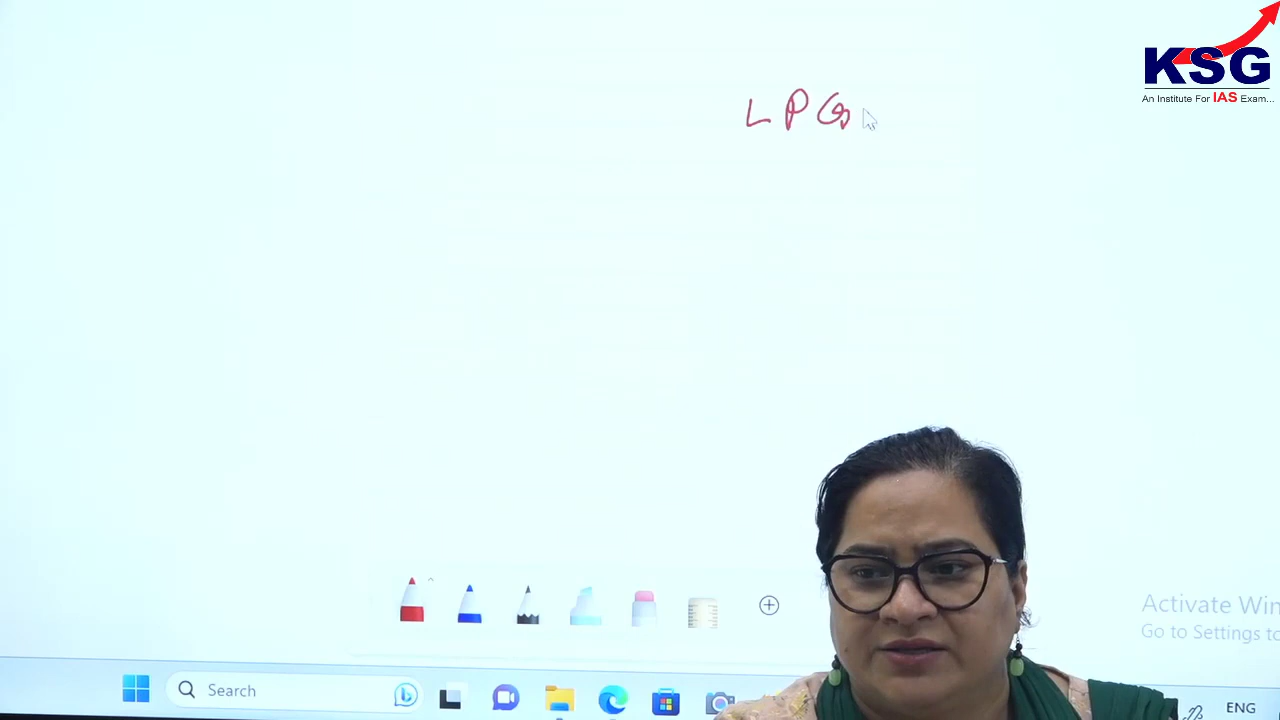 KSG
An Institute For IAS Exam...
LPG
Activate Win
Go to Settings to
Search
ENG